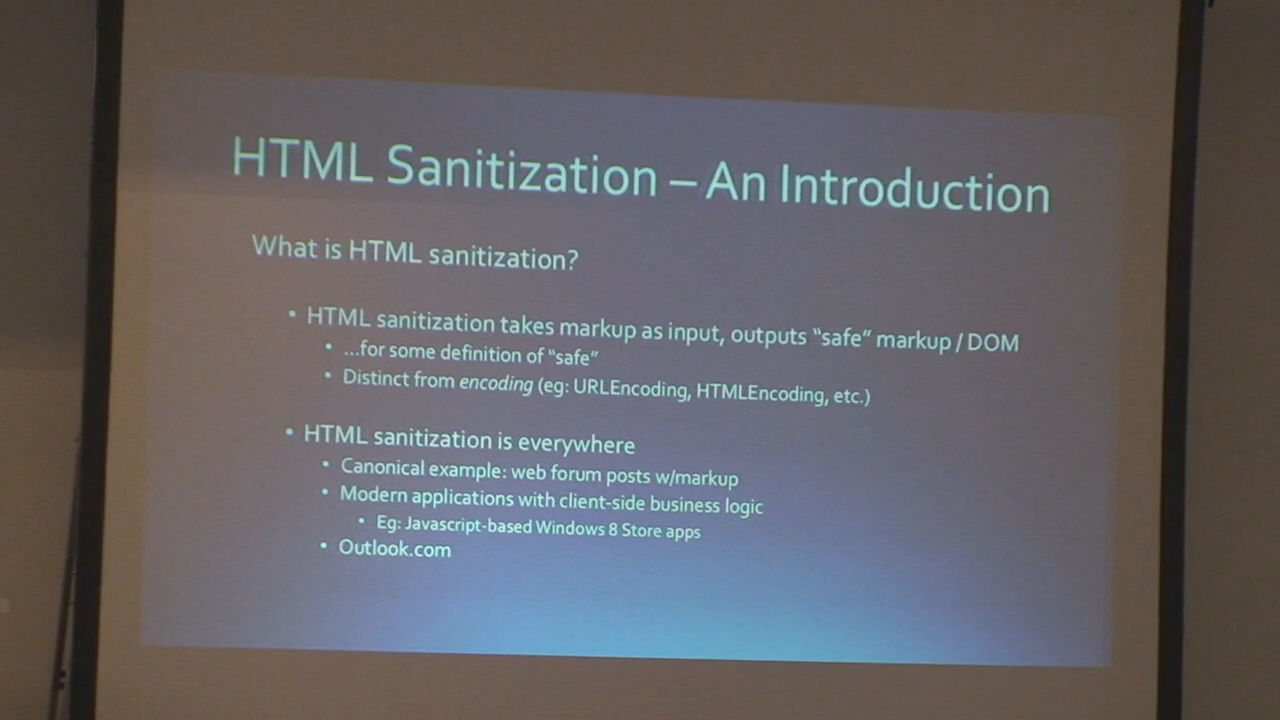 HTML Sanitization – An Introduction
What is HTML sanitization?
• HTML sanitization takes markup as input, outputs “safe” markup / DOM
• ...for some definition of “safe”
• Distinct from encoding (eg: URLEncoding, HTMLEncoding, etc.)
• HTML sanitization is everywhere
• Canonical example: web forum posts w/markup
• Modern applications with client-side business logic
• Eg: Javascript-based Windows 8 Store apps
• Outlook.com